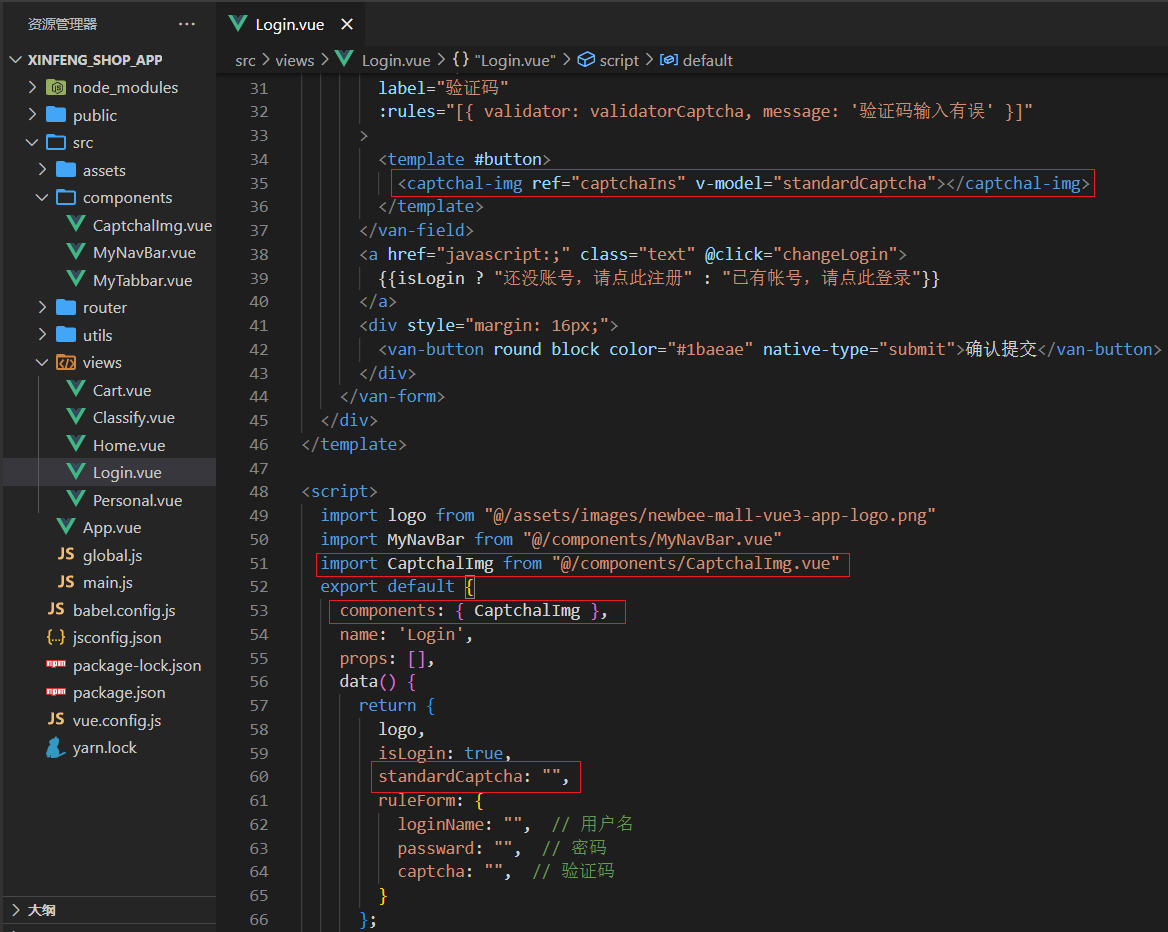 资源管理器
···
XINFENG_SHOP_APP
node_modules
public
src
assets
components
CaptchalImg.vue
MyNavBar.vue
MyTabbar.vue
router
utils
views
Cart.vue
Classify.vue
Home.vue
Login.vue
Personal.vue
App.vue
JS global.js
JS main.js
JS babel.config.js
{..} jsconfig.json
npm package-lock.json
npm package.json
JS vue.config.js
yarn.lock
大纲
Login.vue ×
src > views > Login.vue > {} "Login.vue" > script > default
31 label="验证码"
32 :rules="[{ validator: validatorCaptcha, message: '验证码输入有误' }]"
33 >
34 <template #button>
35 <captchal-img ref="captchaIns" v-model="standardCaptcha"></captchal-img>
36 </template>
37 </van-field>
38 <a href="javascript:;" class="text" @click="changeLogin">
39 {{isLogin ? "还没账号，请点此注册" : "已有帐号，请点此登录"}}
40 </a>
41 <div style="margin: 16px;">
42 <van-button round block color="#1baeae" native-type="submit">确认提交</van-button>
43 </div>
44 </van-form>
45 </div>
46 </template>
47
48 <script>
49 import logo from "@/assets/images/newbee-mall-vue3-app-logo.png"
50 import MyNavBar from "@/components/MyNavBar.vue"
51 import CaptchalImg from "@/components/CaptchalImg.vue"
52 export default {
53 components: { CaptchalImg },
54 name: 'Login',
55 props: [],
56 data() {
57 return {
58 logo,
59 isLogin: true,
60 standardCaptcha: "",
61 ruleForm: {
62 loginName: "", // 用户名
63 passward: "", // 密码
64 captcha: "", // 验证码
65 }
66 };